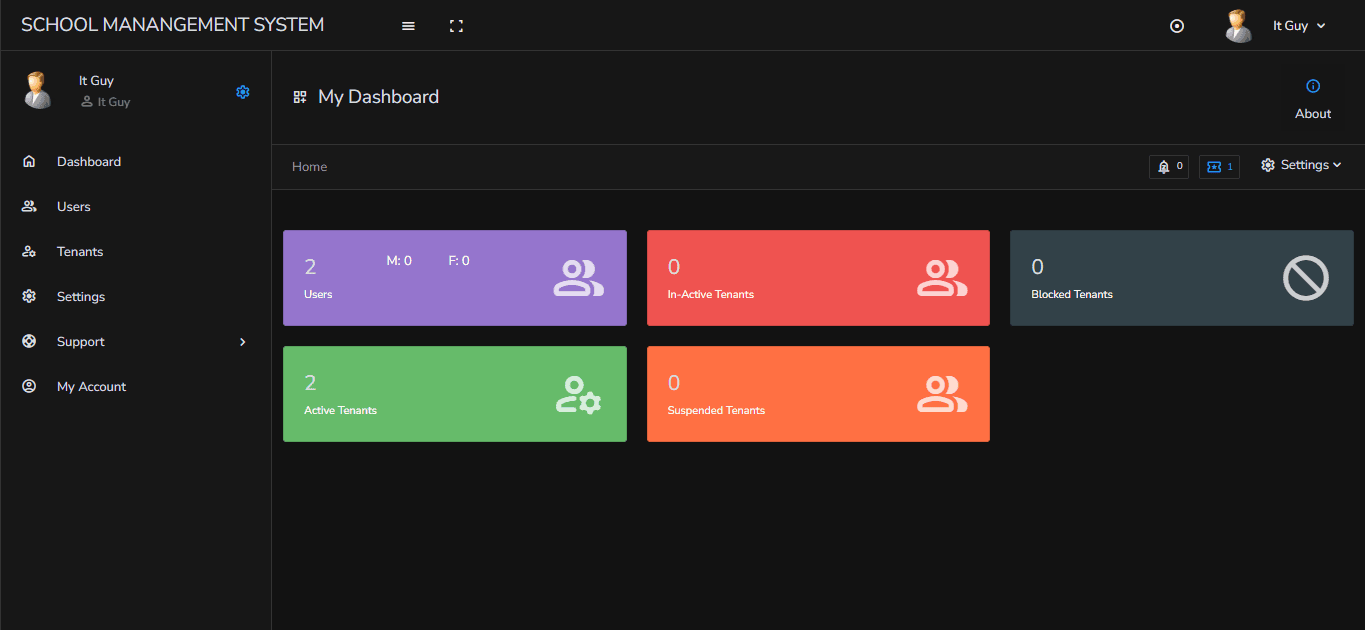 SCHOOL MANANGEMENT SYSTEM
It Guy
It Guy
It Guy
Dashboard
Users
Tenants
Settings
Support
My Account
My Dashboard
About
Home
0
1
Settings
2
M: 0
F: 0
Users
0
In-Active Tenants
0
Blocked Tenants
2
Active Tenants
0
Suspended Tenants